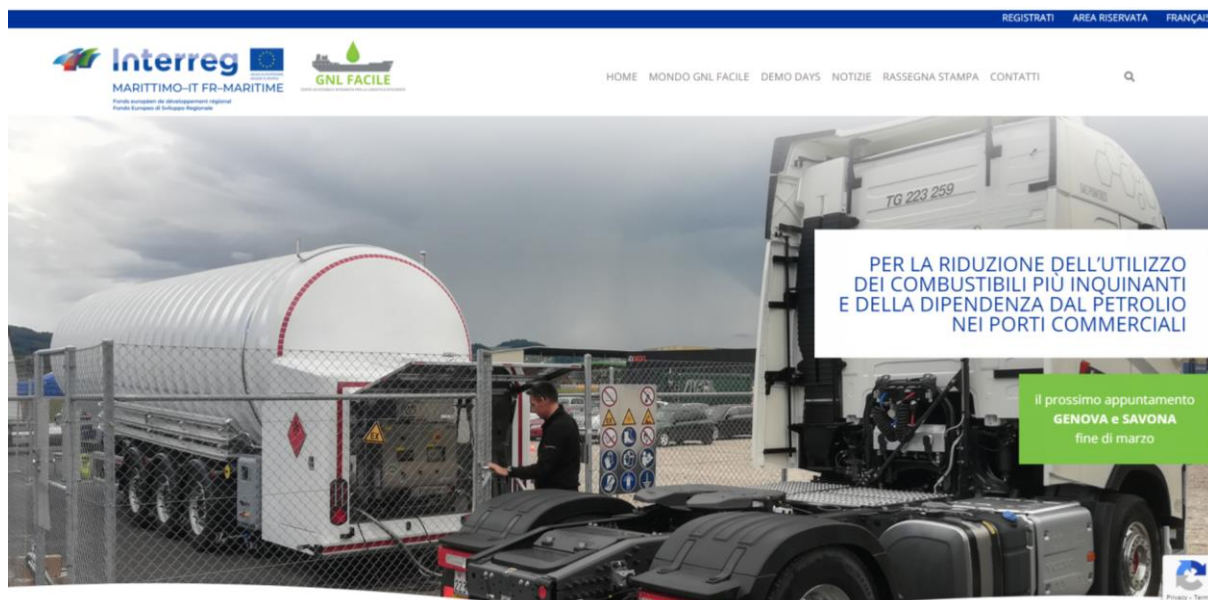 REGISTRATI AREA RISERVATA FRANÇAIS
Interreg
MARITTIMO-IT FR-MARITIME
Fonds européen de développement régional
Fondo Europeo di Sviluppo Regionale
GNL FACILE
HOME MONDO GNL FACILE DEMO DAYS NOTIZIE RASSEGNA STAMPA CONTATTI
TG 223 259
PER LA RIDUZIONE DELL'UTILIZZO
DEI COMBUSTIBILI PIÙ INQUINANTI
E DELLA DIPENDENZA DAL PETROLIO
NEI PORTI COMMERCIALI
il prossimo appuntamento
GENOVA e SAVONA
fine di marzo
EX
Privacy - Term